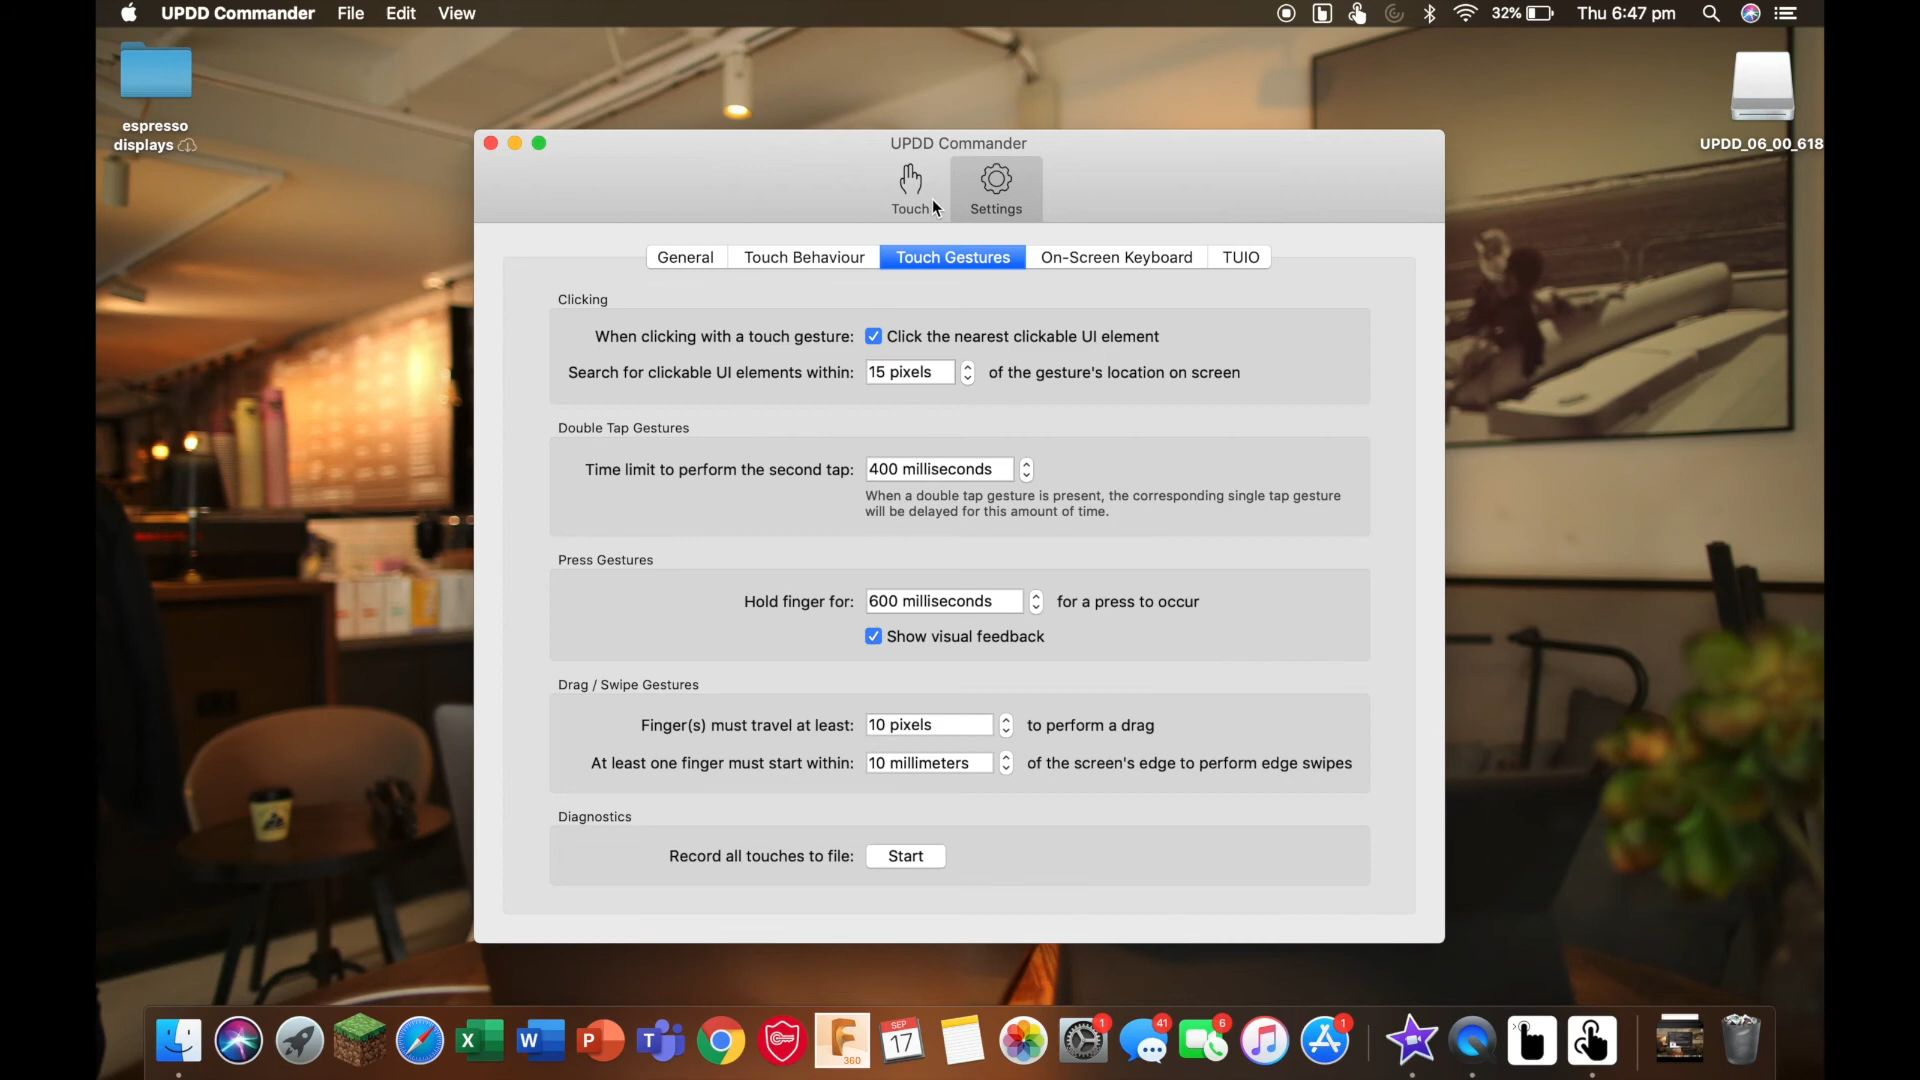 UPDD Commander File Edit View
32% Thu 6:47 pm
espresso
displays
UPDD_06_00_618
UPDD Commander
Touch Settings
General Touch Behaviour Touch Gestures On-Screen Keyboard TUIO
Clicking
When clicking with a touch gesture: Click the nearest clickable UI element
Search for clickable UI elements within: 15 pixels of the gesture's location on screen
Double Tap Gestures
Time limit to perform the second tap: 400 milliseconds
When a double tap gesture is present, the corresponding single tap gesture
will be delayed for this amount of time.
Press Gestures
Hold finger for: 600 milliseconds for a press to occur
Show visual feedback
Drag / Swipe Gestures
Finger(s) must travel at least: 10 pixels to perform a drag
At least one finger must start within: 10 millimeters of the screen's edge to perform edge swipes
Diagnostics
Record all touches to file: Start
X W P T F 360 SEP 17 1 41 6 1